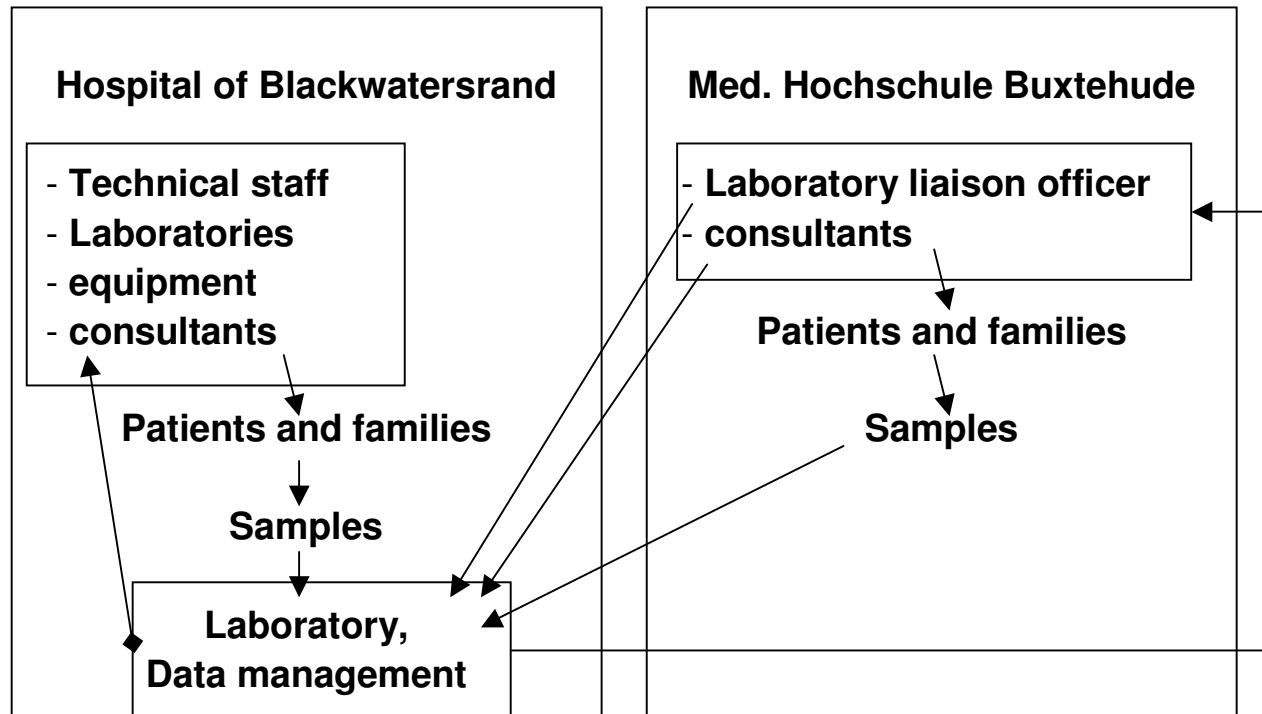 Hospital of Blackwatersrand
- Technical staff
- Laboratories
- equipment
- consultants
Patients and families
Samples
Laboratory,
Data management
Med. Hochschule Buxtehude
- Laboratory liaison officer
- consultants
Patients and families
Samples